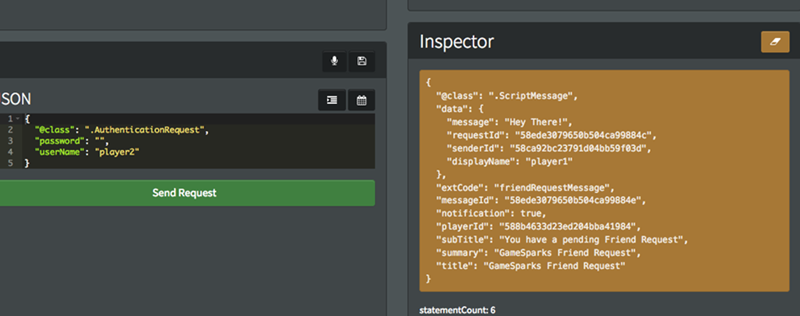 SON
1 {
2 "@class": ".AuthenticationRequest",
3 "password": "",
4 "userName": "player2"
5 }
Send Request
Inspector
{
"@class": ".ScriptMessage",
"data": {
"message": "Hey There!",
"requestId": "58ede3079650b504ca99884c",
"senderId": "58ca92bc23791d04bb59f03d",
"displayName": "player1"
},
"extCode": "friendRequestMessage",
"messageId": "58ede3079650b504ca99884e",
"notification": true,
"playerId": "588b4633d23ed204bba41984",
"subTitle": "You have a pending Friend Request",
"summary": "GameSparks Friend Request",
"title": "GameSparks Friend Request"
}
statementCount: 6